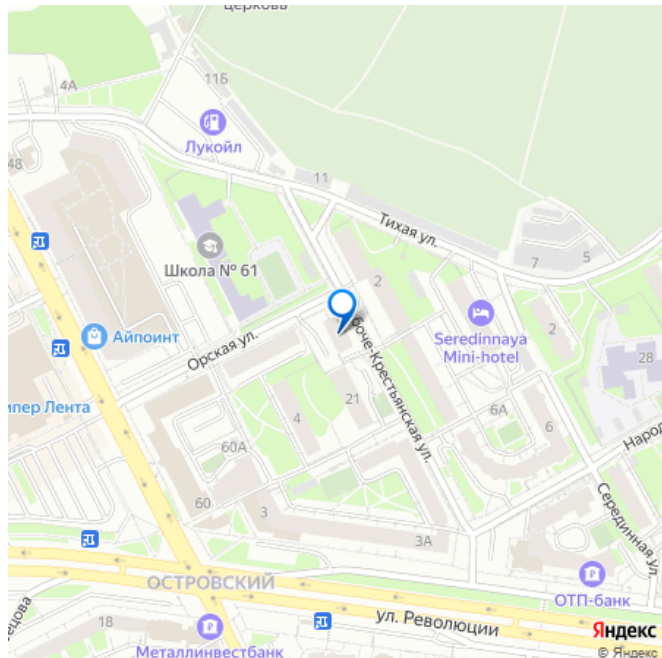 церковь
4А
11Б
Лукойл
48
11
Тихая ул.
Школа № 61
2
7
5
Айпоинт
Орская ул.
боче-Крестьянская ул.
Seredinnaya
Mini-hotel
2
28
ипер Лента
21
4
6А
6
60А
Народ
60
3
3А
Серединная ул.
ОСТРОВСКИЙ
ОТП-банк
ецова
18
ул. Революции
Яндекс
Металлинвестбанк
© Яндекс